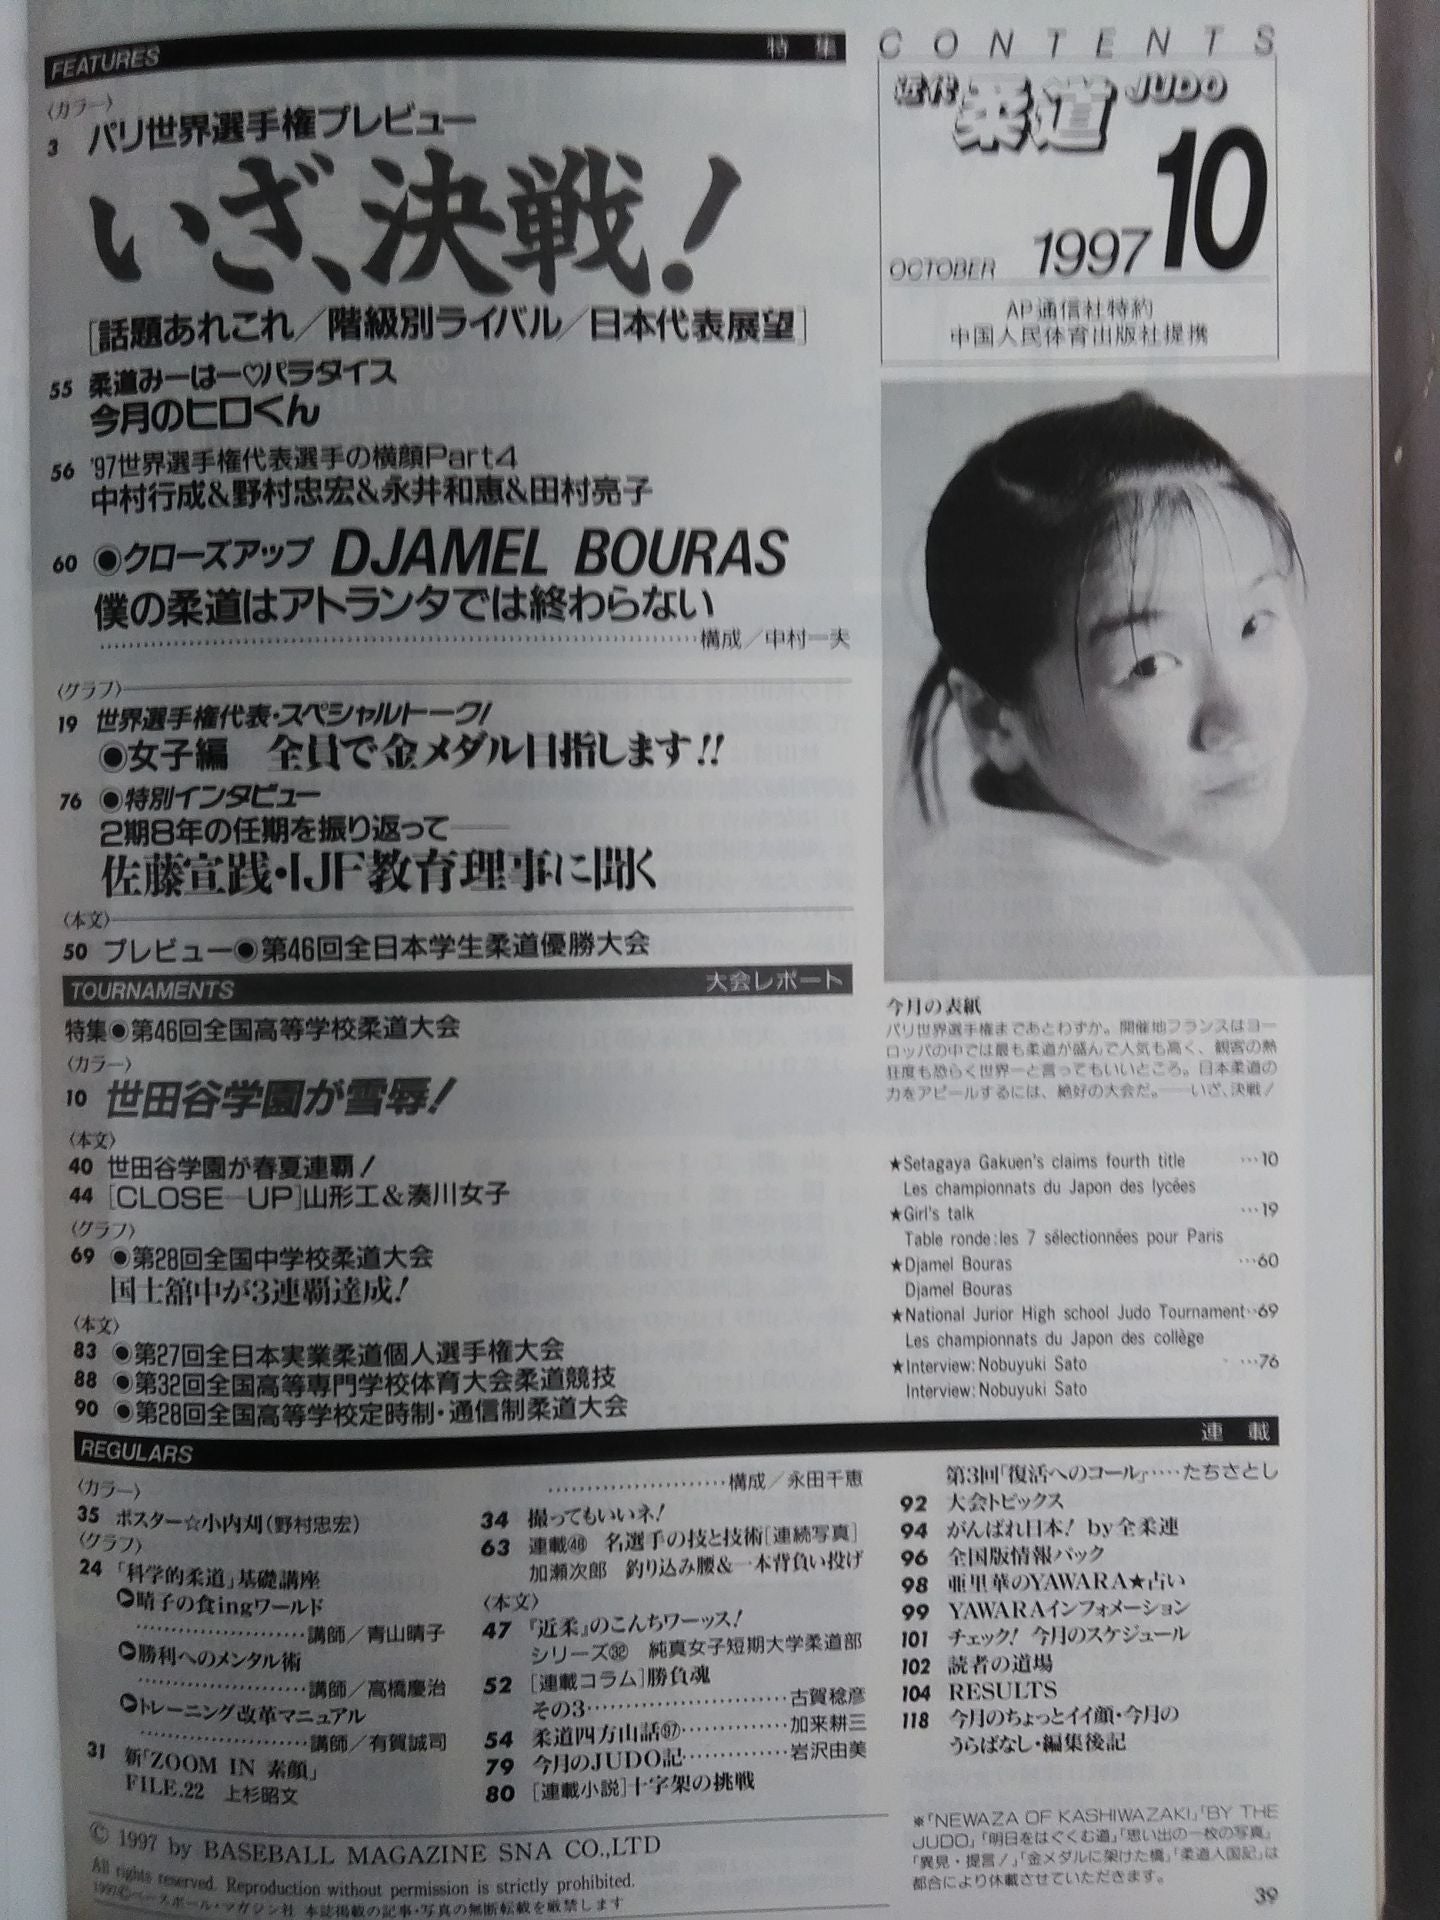 FEATURES 特集
〈カラー〉
3 パリ世界選手権プレビュー
いざ、決戦!
[話題あれこれ/階級別ライバル/日本代表展望]
55 柔道みーはー♡パラダイス
今月のヒロくん
56 '97世界選手権代表選手の横顔Part4
中村行成&野村忠宏&永井和恵&田村亮子
60 ◉クローズアップ DJAMEL BOURAS
僕の柔道はアトランタでは終わらない
構成/中村一夫
〈グラフ〉
19 世界選手権代表・スペシャルトーク!
◉女子編 全員で金メダル目指します!!
76 ◉特別インタビュー
2期8年の任期を振り返って——
佐藤宣践・IJF教育理事に聞く
〈本文〉
50 プレビュー◉第46回全日本学生柔道優勝大会
TOURNAMENTS 大会レポート
特集◉第46回全国高等学校柔道大会
〈カラー〉
10 世田谷学園が雪辱!
〈本文〉
40 世田谷学園が春夏連覇!
44 [CLOSE—UP]山形工&湊川女子
〈グラフ〉
69 ◉第28回全国中学校柔道大会
国士舘中が3連覇達成!
〈本文〉
83 ◉第27回全日本実業柔道個人選手権大会
88 ◉第32回全国高等専門学校体育大会柔道競技
90 ◉第28回全国高等学校定時制・通信制柔道大会
CONTENTS
近代柔道 JUDO
10
OCTOBER 1997
AP通信社特約
中国人民体育出版社提携
今月の表紙
パリ世界選手権まであとわずか。開催地フランスはヨー
ロッパの中では最も柔道が盛んで人気も高く、観客の熱
狂度も恐らく世界一と言ってもいいところ。日本柔道の
力をアピールするには、絶好の大会だ。——いざ、決戦!
★Setagaya Gakuen's claims fourth title …10
Les championnats du Japon des lycées
★Girl's talk …19
Table ronde:les 7 sélectionnées pour Paris
★Djamel Bouras …60
Djamel Bouras
★National Junior High school Judo Tournament…69
Les championnats du Japon des collège
★Interview:Nobuyuki Sato …76
Interview:Nobuyuki Sato
REGULARS 連載
〈カラー〉
35 ポスター☆小内刈(野村忠宏)
〈グラフ〉
24 「科学的柔道」基礎講座
▶晴子の食ingワールド
講師/青山晴子
▶勝利へのメンタル術
講師/高橋慶治
▶トレーニング改革マニュアル
講師/有賀誠司
31 新「ZOOM IN 素顔」
FILE.22 上杉昭文
構成/永田千恵
34 撮ってもいいネ!
63 連載㊽ 名選手の技と技術[連続写真]
加瀬次郎 釣り込み腰&一本背負い投げ
〈本文〉
47 『近柔』のこんちワーッス!
シリーズ㉜ 純真女子短期大学柔道部
52 [連載コラム]勝負魂
その3……古賀稔彦
54 柔道四方山話97……加来耕三
79 今月のJUDO記……岩沢由美
80 [連載小説]十字架の挑戦
第3回「復活へのコール」……たちさとし
92 大会トピックス
94 がんばれ日本! by全柔連
96 全国版情報パック
98 亜里華のYAWARA★占い
99 YAWARAインフォメーション
101 チェック! 今月のスケジュール
102 読者の道場
104 RESULTS
118 今月のちょっとイイ顔・今月の
うらばなし・編集後記
※「NEWAZA OF KASHIWAZAKI」「BY THE
JUDO」「明日をはぐくむ道」「思い出の一枚の写真」
「異見・提言!」「金メダルに架けた橋」「柔道人国記」は
都合により休載させていただきます。
© 1997 by BASEBALL MAGAZINE SNA CO.,LTD
All rights reserved. Reproduction without permission is strictly prohibited.
1997©ベースボール・マガジン社 本誌掲載の記事・写真の無断転載を厳禁します
39